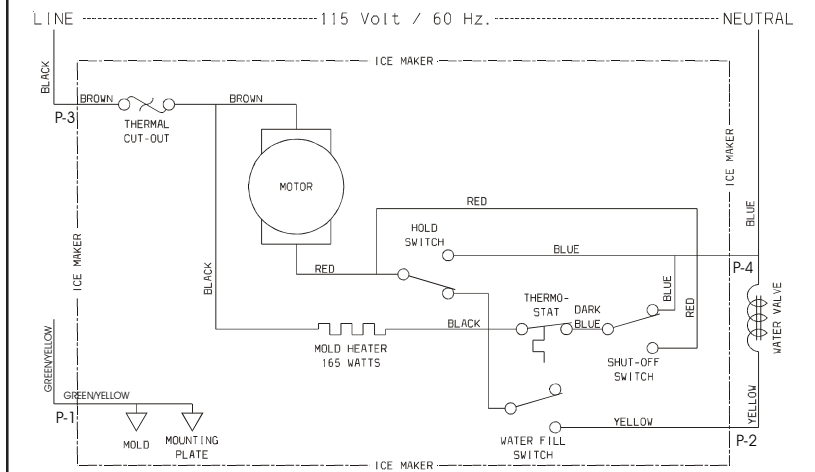 LINE 115 Volt / 60 Hz. NEUTRAL
ICE MAKER
BLACK
BROWN
BROWN
P-3
THERMAL
CUT-OUT
ICE MAKER
MOTOR
RED
BLUE
HOLD
SWITCH
BLUE
ICE MAKER
BLACK
RED
P-4
BLUE
RED
THERMO-
STAT
DARK
BLUE
BLACK
WATER VALVE
MOLD HEATER
165 WATTS
SHUT-OFF
SWITCH
GREEN/YELLOW
GREEN/YELLOW
P-1
YELLOW
YELLOW
P-2
MOLD
MOUNTING
PLATE
WATER FILL
SWITCH
ICE MAKER